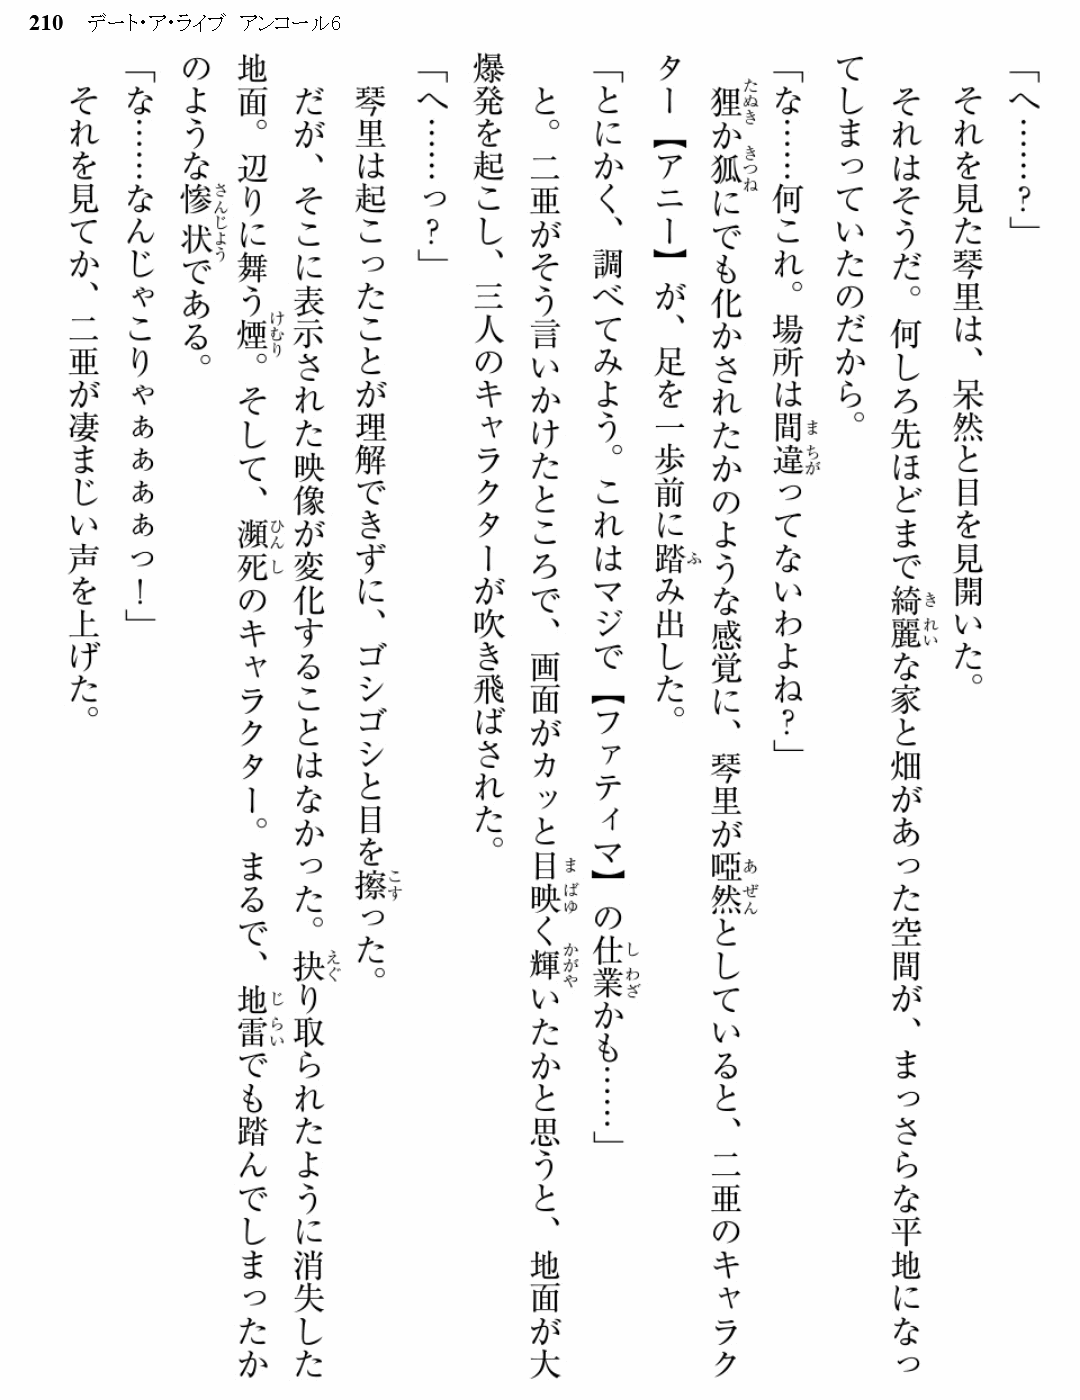 210 デート・ア・ライブ アンコール6
「へ……？」
それを見た琴里は、呆然と目を見開いた。
それはそうだ。何しろ先ほどまで綺麗な家と畑があった空間が、まっさらな平地になっ
てしまっていたのだから。
「な……何これ。場所は間違ってないわよね？」
狸か狐にでも化かされたかのような感覚に、琴里が啞然としていると、二亜のキャラク
ター【アニー】が、足を一歩前に踏み出した。
「とにかく、調べてみよう。これはマジで【ファティマ】の仕業かも……」
と。二亜がそう言いかけたところで、画面がカッと目映く輝いたかと思うと、地面が大
爆発を起こし、三人のキャラクターが吹き飛ばされた。
「へ……っ？」
琴里は起こったことが理解できずに、ゴシゴシと目を擦った。
だが、そこに表示された映像が変化することはなかった。抉り取られたように消失した
地面。辺りに舞う煙。そして、瀕死のキャラクター。まるで、地雷でも踏んでしまったか
のような惨状である。
「な……なんじゃこりゃぁぁぁぁっ！」
それを見てか、二亜が凄まじい声を上げた。